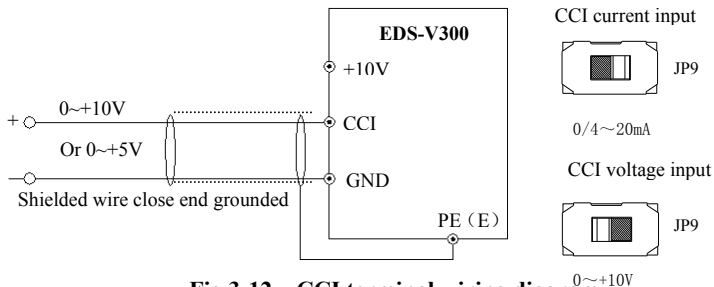 EDS-V300
CCI current input
+10V
JP9
0~+10V
+
CCI
0/4～20mA
Or 0~+5V
CCI voltage input
GND
Shielded wire close end grounded
PE（E）
JP9
0～+10V
Fig 3-12 CCI terminal wiring diagram